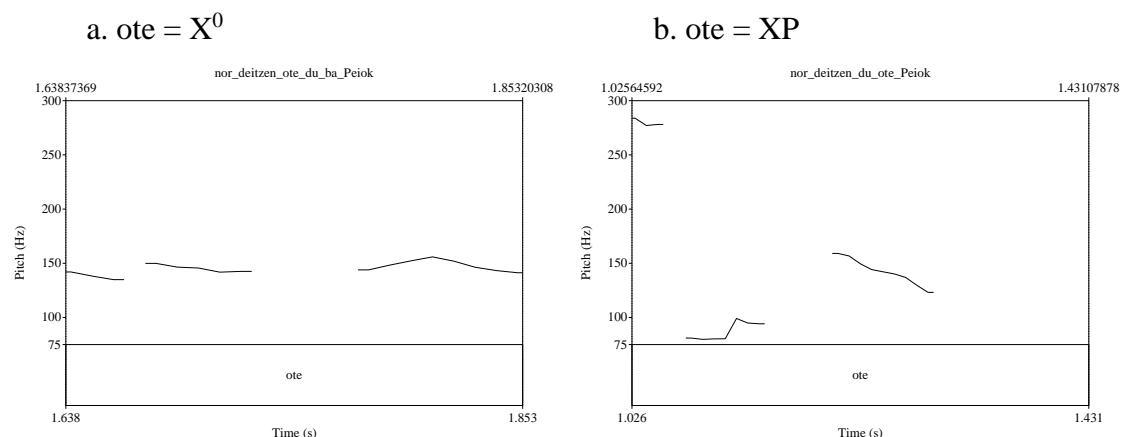 a. ote = X⁰
nor_deitzen_ote_du_ba_Peiok
1.63837369 1.85320308
300
250
200
150
100
75
Pitch (Hz)
ote
1.638 1.853
Time (s)
b. ote = XP
nor_deitzen_du_ote_Peiok
1.02564592 1.43107878
300
250
200
150
100
75
Pitch (Hz)
ote
1.026 1.431
Time (s)